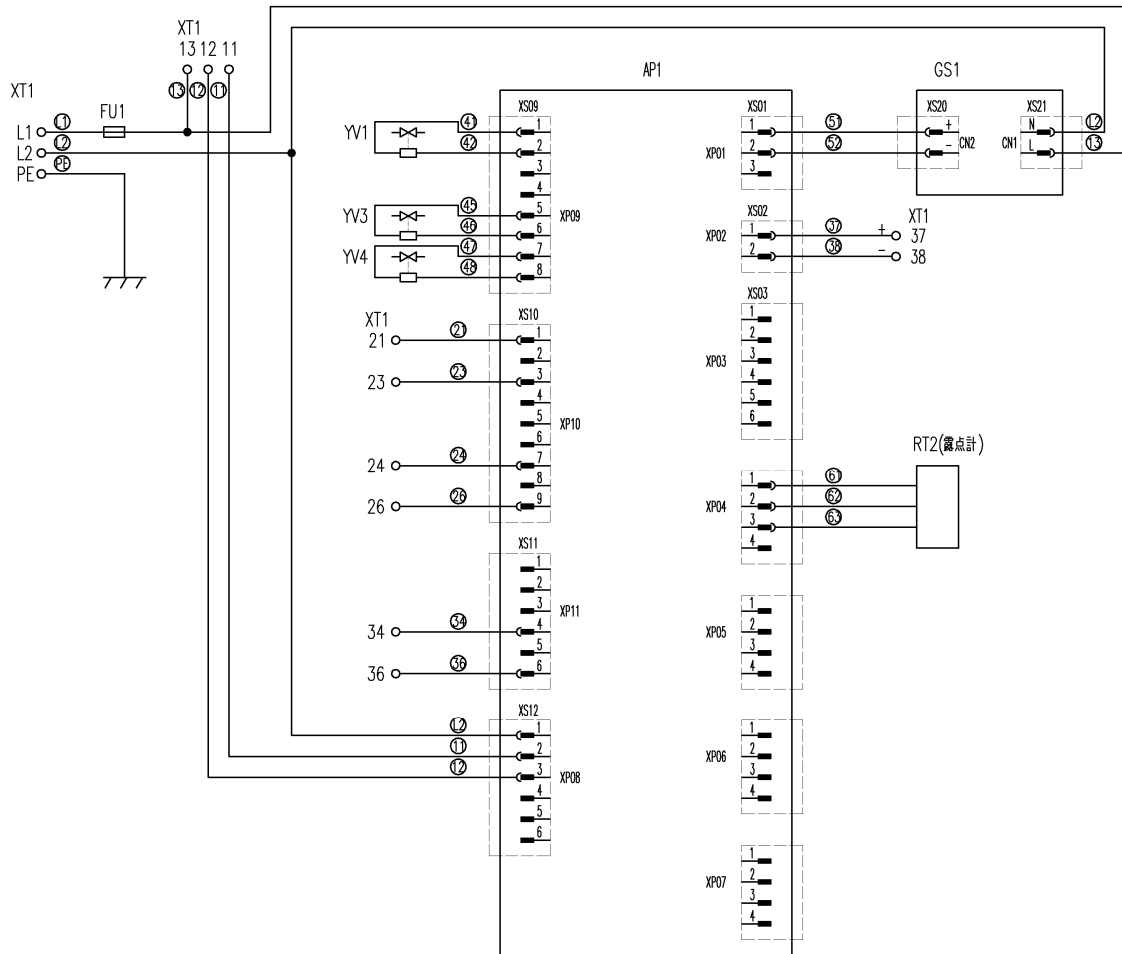 XT1
13 12 11
13 12 11
XT1
L1 L1 FU1
L2 L2
PE PE
AP1
GS1
XS09
YV1 41 1
42 2
3
4
YV3 45 5 XP09
46 6
YV4 47 7
48 8
XS10
XT1
21 21 1
2
23 23 3
4
5 XP10
6
24 24 7
8
26 26 9
XS11
1
2
3 XP11
34 34 4
5
36 36 6
XS12
L2 1
11 2
12 3 XP08
4
5
6
XS01
1 51
XP01 2 52
3
XS20 XS21
+ N L2
- CN2 CN1 L 13
XS02 XT1
XP02 1 37 + 37
2 38 - 38
XS03
1
2
XP03 3
4
5
6
RT2(露点計)
1 61
XP04 2 62
3 63
4
1
XP05 2
3
4
1
XP06 2
3
4
1
XP07 2
3
4